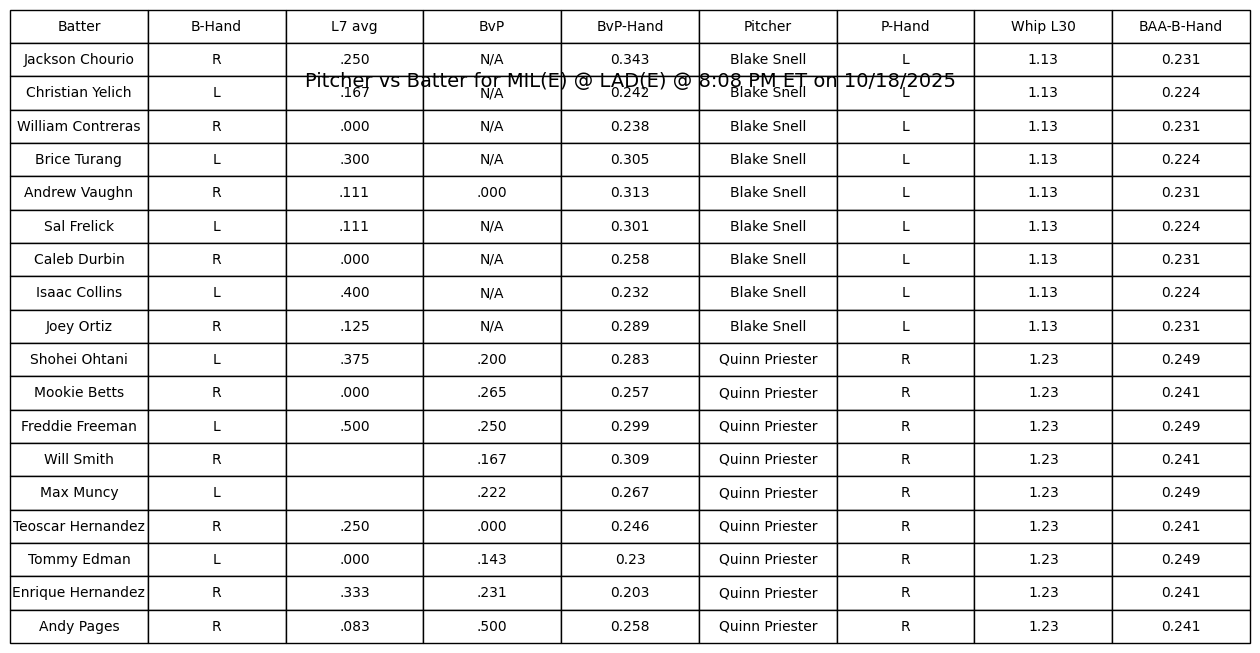 Batter B-Hand L7 avg BvP BvP-Hand Pitcher P-Hand Whip L30 BAA-B-Hand
Jackson Chourio R .250 N/A 0.343 Blake Snell L 1.13 0.231
Pitcher vs Batter for MIL(E) @ LAD(E) @ 8:08 PM ET on 10/18/2025
Christian Yelich L .167 N/A 0.242 Blake Snell L 1.13 0.224
William Contreras R .000 N/A 0.238 Blake Snell L 1.13 0.231
Brice Turang L .300 N/A 0.305 Blake Snell L 1.13 0.224
Andrew Vaughn R .111 .000 0.313 Blake Snell L 1.13 0.231
Sal Frelick L .111 N/A 0.301 Blake Snell L 1.13 0.224
Caleb Durbin R .000 N/A 0.258 Blake Snell L 1.13 0.231
Isaac Collins L .400 N/A 0.232 Blake Snell L 1.13 0.224
Joey Ortiz R .125 N/A 0.289 Blake Snell L 1.13 0.231
Shohei Ohtani L .375 .200 0.283 Quinn Priester R 1.23 0.249
Mookie Betts R .000 .265 0.257 Quinn Priester R 1.23 0.241
Freddie Freeman L .500 .250 0.299 Quinn Priester R 1.23 0.249
Will Smith R .167 0.309 Quinn Priester R 1.23 0.241
Max Muncy L .222 0.267 Quinn Priester R 1.23 0.249
Teoscar Hernandez R .250 .000 0.246 Quinn Priester R 1.23 0.241
Tommy Edman L .000 .143 0.23 Quinn Priester R 1.23 0.249
Enrique Hernandez R .333 .231 0.203 Quinn Priester R 1.23 0.241
Andy Pages R .083 .500 0.258 Quinn Priester R 1.23 0.241